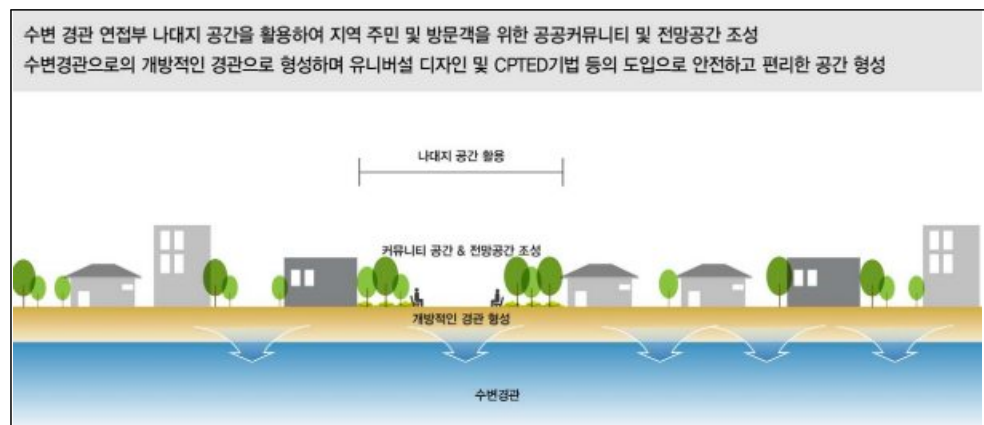 수변 경관 연접부 나대지 공간을 활용하여 지역 주민 및 방문객을 위한 공공커뮤니티 및 전망공간 조성
수변경관으로의 개방적인 경관으로 형성하며 유니버설 디자인 및 CPTED기법 등의 도입으로 안전하고 편리한 공간 형성
나대지 공간 활용
커뮤니티 공간 & 전망공간 조성
개방적인 경관 형성
수변경관